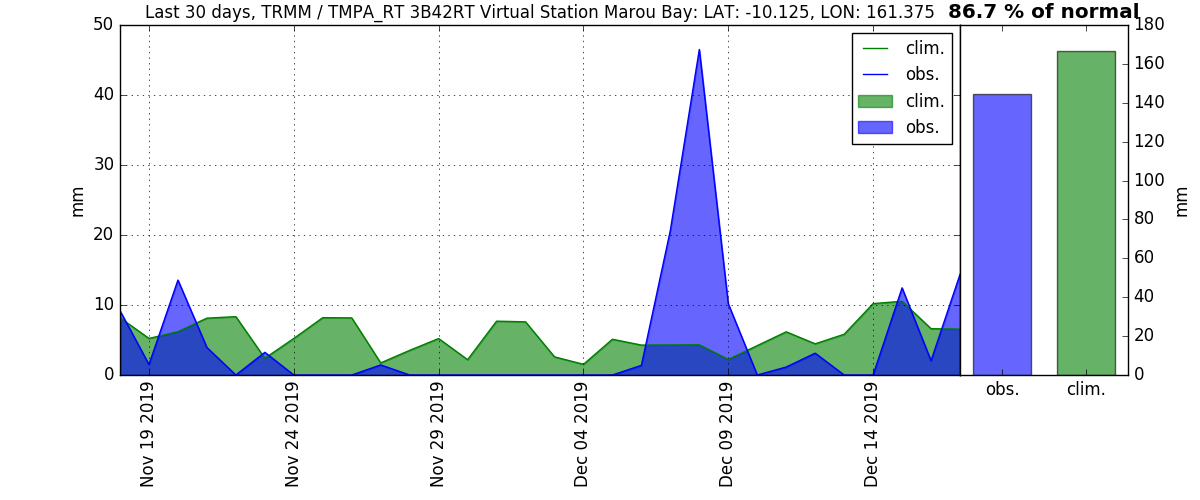 Last 30 days, TRMM / TMPA_RT 3B42RT Virtual Station Marou Bay: LAT: -10.125, LON: 161.375
86.7 % of normal
50
40
30
20
10
0
mm
clim.
obs.
clim.
obs.
Nov 19 2019
Nov 24 2019
Nov 29 2019
Dec 04 2019
Dec 09 2019
Dec 14 2019
180
160
140
120
100
80
60
40
20
0
mm
obs.
clim.